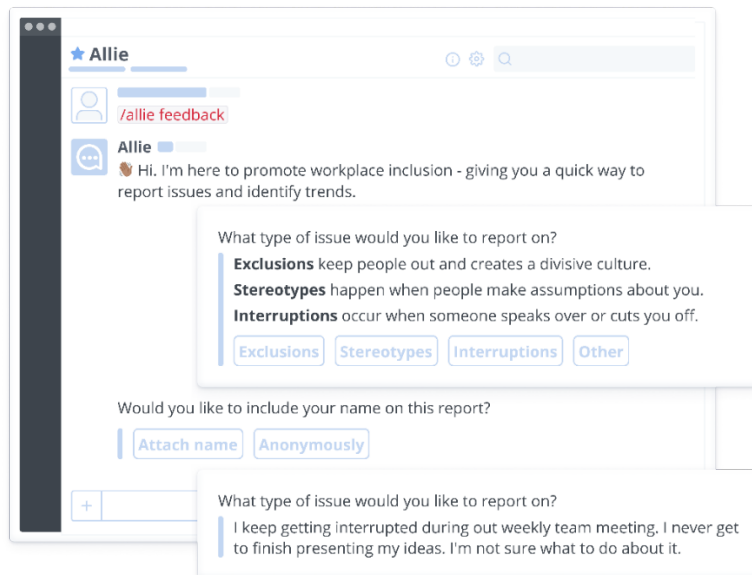 Allie
/allie feedback
Allie
Hi. I'm here to promote workplace inclusion - giving you a quick way to
report issues and identify trends.
What type of issue would you like to report on?
Exclusions keep people out and creates a divisive culture.
Stereotypes happen when people make assumptions about you.
Interruptions occur when someone speaks over or cuts you off.
Exclusions Stereotypes Interruptions Other
Would you like to include your name on this report?
Attach name Anonymously
What type of issue would you like to report on?
I keep getting interrupted during out weekly team meeting. I never get
to finish presenting my ideas. I'm not sure what to do about it.